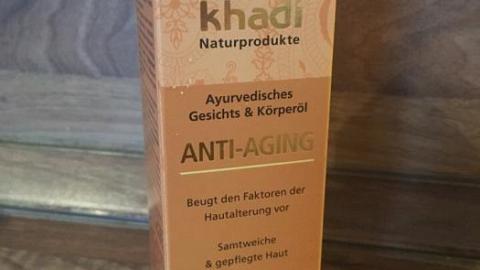 khadi
Naturprodukte
Ayurvedisches
Gesichts & Körperöl
ANTI-AGING
Beugt den Faktoren der
Hautalterung vor
Samtweiche
& gepflegte Haut